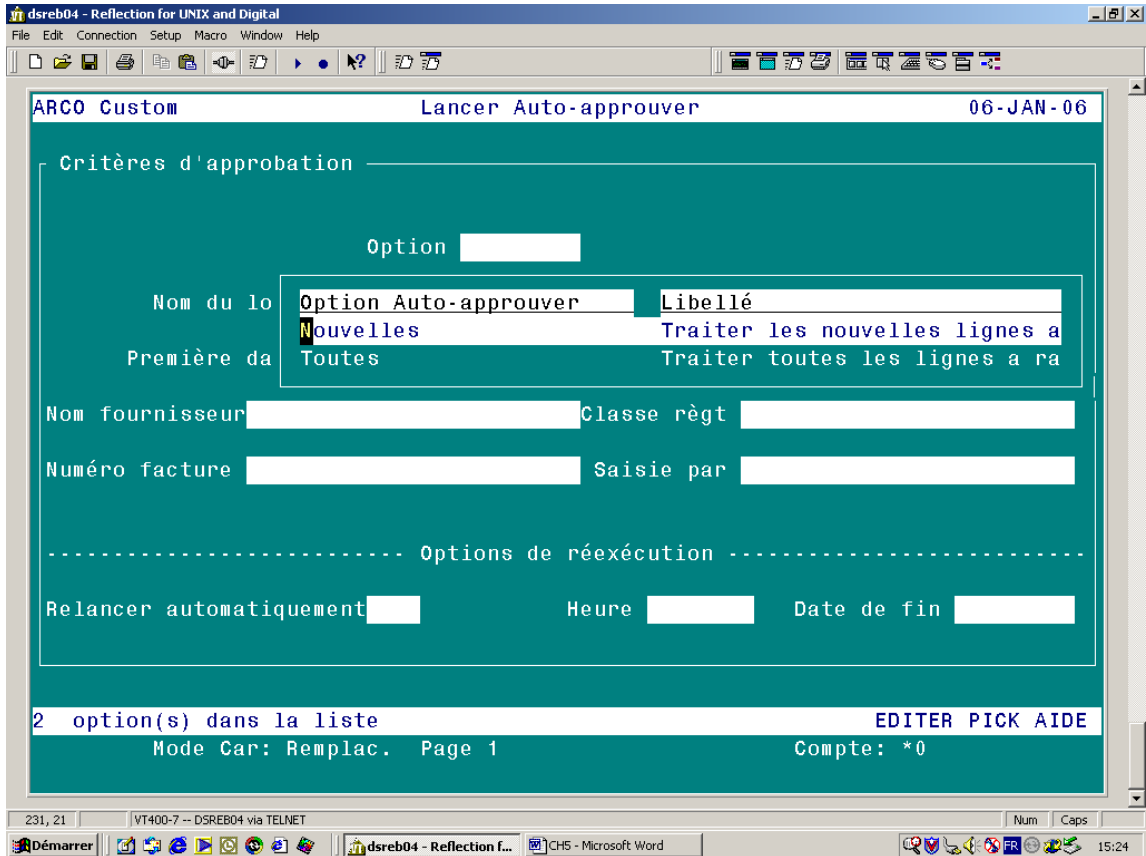 dsreb04 - Reflection for UNIX and Digital
File Edit Connection Setup Macro Window Help
ARCO Custom Lancer Auto-approuver 06-JAN-06
Critères d'approbation
Option
Nom du lo Option Auto-approuver Libellé
Nouvelles Traiter les nouvelles lignes a
Première da Toutes Traiter toutes les lignes a ra
Nom fournisseur Classe règt
Numéro facture Saisie par
--------------------------- Options de réexécution ---------------------------
Relancer automatiquement Heure Date de fin
2 option(s) dans la liste EDITER PICK AIDE
Mode Car: Remplac. Page 1 Compte: *0
231, 21 VT400-7 -- DSREB04 via TELNET Num Caps
Démarrer dsreb04 - Reflection f... CH5 - Microsoft Word FR 15:24